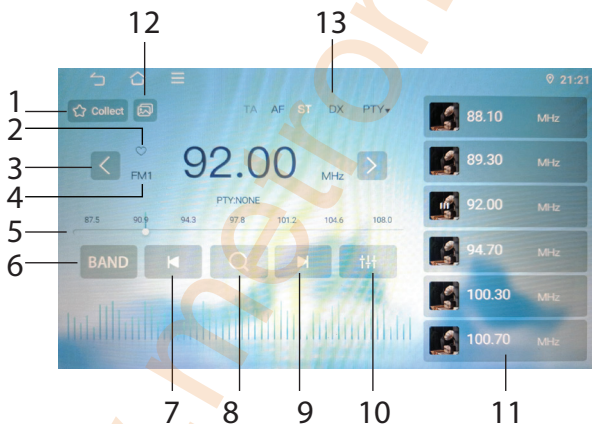 12
13
21:21
1
Collect
TA AF ST DX PTY
88.10 MHz
2
3
92.00
FM1
MHz
4
PTY:NONE
89.30 MHz
92.00 MHz
87.5 90.9 94.3 97.8 101.2 104.6 108.0
5
6
BAND
94.70 MHz
100.30 MHz
100.70 MHz
7 8 9 10 11